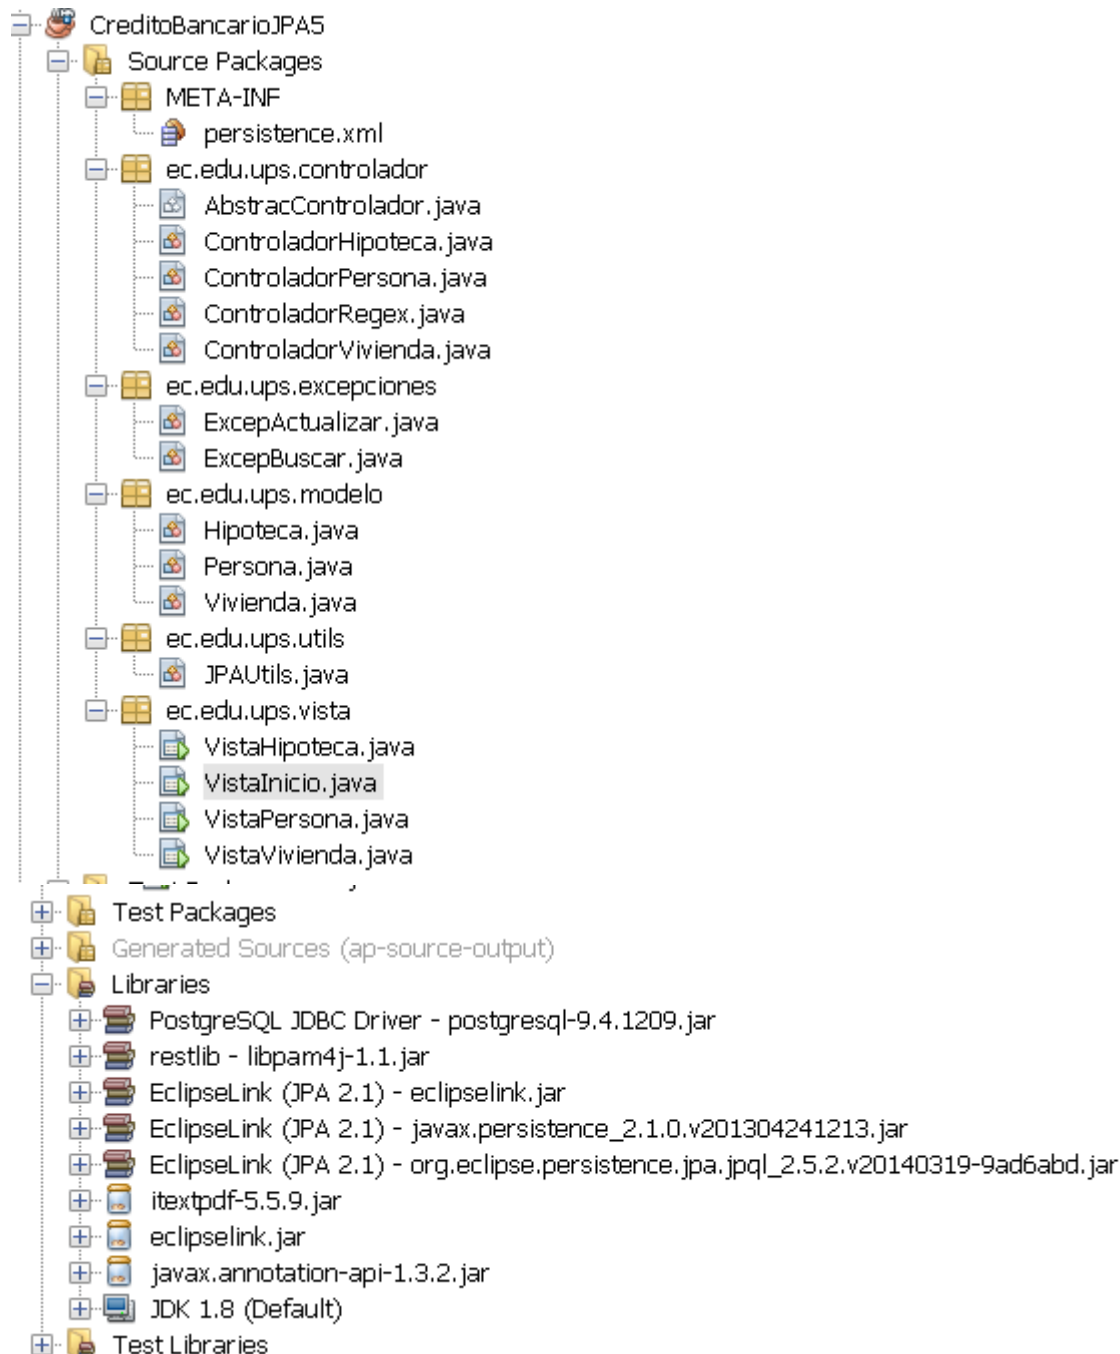 CreditoBancarioJPA5
Source Packages
META-INF
persistence.xml
ec.edu.ups.controlador
AbstracControlador.java
ControladorHipoteca.java
ControladorPersona.java
ControladorRegex.java
ControladorVivienda.java
ec.edu.ups.excepciones
ExcepActualizar.java
ExcepBuscar.java
ec.edu.ups.modelo
Hipoteca.java
Persona.java
Vivienda.java
ec.edu.ups.utils
JPAUtils.java
ec.edu.ups.vista
VistaHipoteca.java
VistaInicio.java
VistaPersona.java
VistaVivienda.java
Test Packages
Generated Sources (ap-source-output)
Libraries
PostgreSQL JDBC Driver - postgresql-9.4.1209.jar
restlib - libpam4j-1.1.jar
EclipseLink (JPA 2.1) - eclipselink.jar
EclipseLink (JPA 2.1) - javax.persistence_2.1.0.v201304241213.jar
EclipseLink (JPA 2.1) - org.eclipse.persistence.jpa.jpql_2.5.2.v20140319-9ad6abd.jar
itextpdf-5.5.9.jar
eclipselink.jar
javax.annotation-api-1.3.2.jar
JDK 1.8 (Default)
Test Libraries